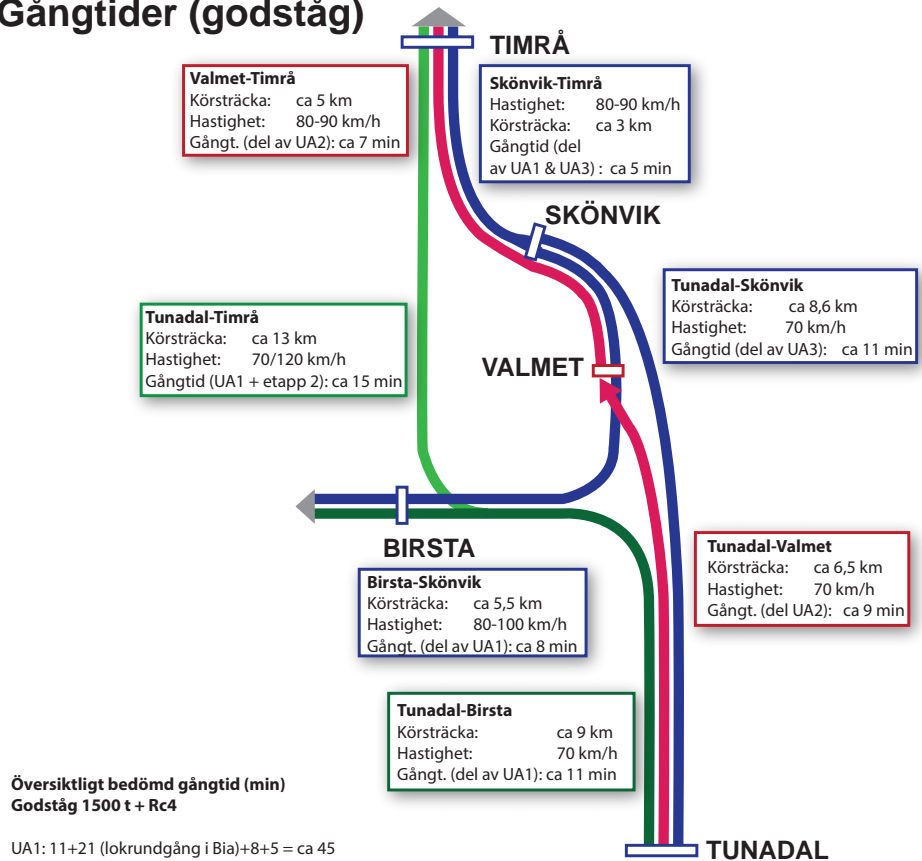 Gångtider (godståg)
TIMRÅ
Valmet-Timrå
Körsträcka: ca 5 km
Hastighet: 80-90 km/h
Gångt. (del av UA2): ca 7 min
Skönvik-Timrå
Hastighet: 80-90 km/h
Körsträcka: ca 3 km
Gångtid (del
av UA1 & UA3) : ca 5 min
SKÖNVIK
Tunadal-Skönvik
Körsträcka: ca 8,6 km
Hastighet: 70 km/h
Gångtid (del av UA3): ca 11 min
Tunadal-Timrå
Körsträcka: ca 13 km
Hastighet: 70/120 km/h
Gångtid (UA1 + etapp 2): ca 15 min
VALMET
BIRSTA
Birsta-Skönvik
Körsträcka: ca 5,5 km
Hastighet: 80-100 km/h
Gångt. (del av UA1): ca 8 min
Tunadal-Valmet
Körsträcka: ca 6,5 km
Hastighet: 70 km/h
Gångt. (del UA2): ca 9 min
Tunadal-Birsta
Körsträcka: ca 9 km
Hastighet: 70 km/h
Gångt. (del av UA1): ca 11 min
Översiktligt bedömd gångtid (min)
Godståg 1500 t + Rc4
UA1: 11+21 (lokrundgång i Bia)+8+5 = ca 45
TUNADAL